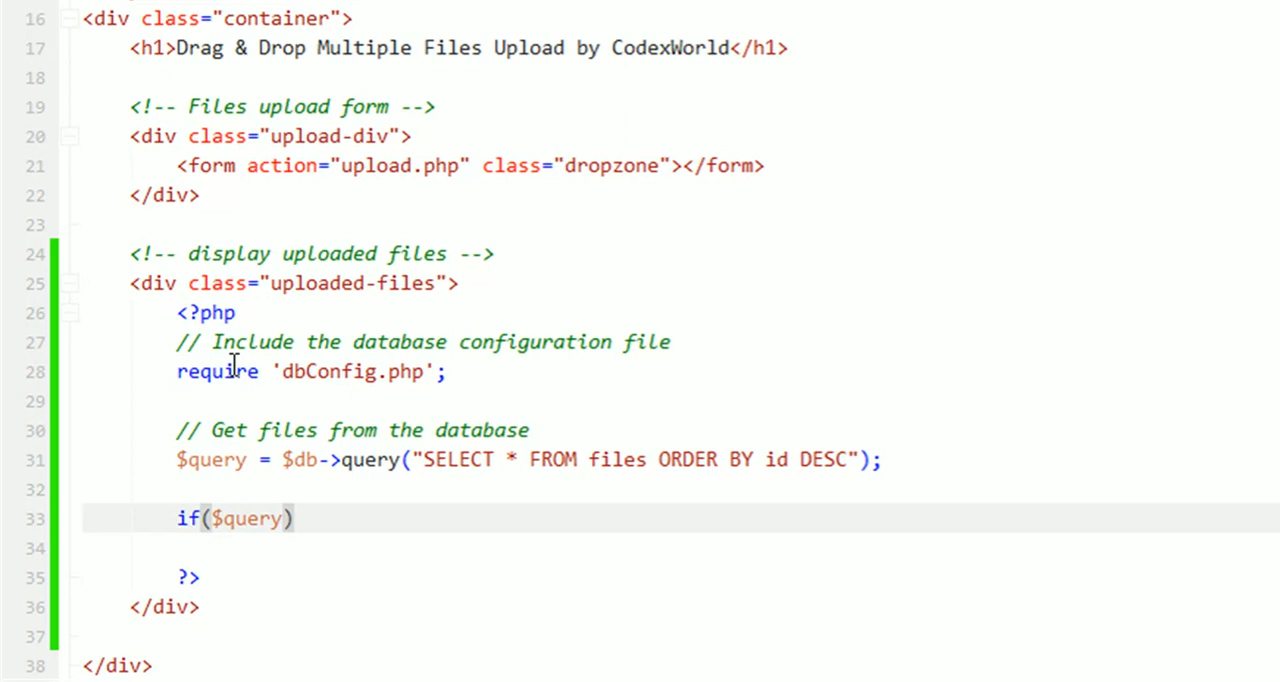 16 <div class="container">
17 <h1>Drag & Drop Multiple Files Upload by CodexWorld</h1>
18
19 <!-- Files upload form -->
20 <div class="upload-div">
21 <form action="upload.php" class="dropzone"></form>
22 </div>
23
24 <!-- display uploaded files -->
25 <div class="uploaded-files">
26 <?php
27 // Include the database configuration file
28 require 'dbConfig.php';
29
30 // Get files from the database
31 $query = $db->query("SELECT * FROM files ORDER BY id DESC");
32
33 if($query)
34
35 ?>
36 </div>
37
38 </div>